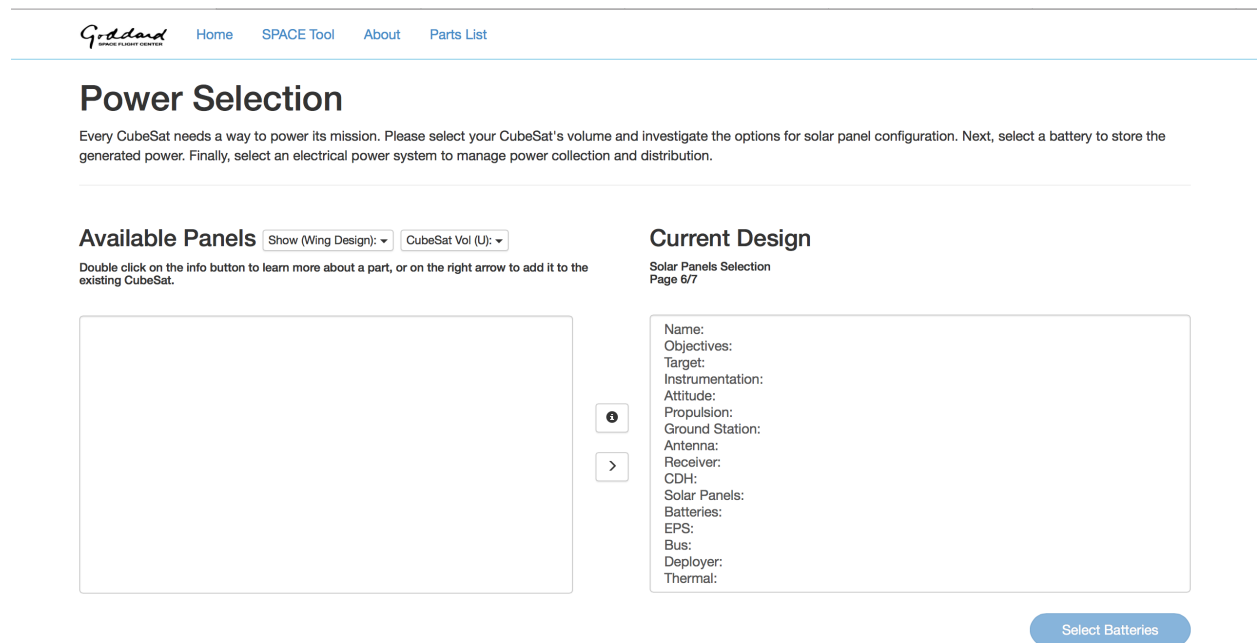 Goddard
SPACE FLIGHT CENTER
Home
SPACE Tool
About
Parts List
Power Selection
Every CubeSat needs a way to power its mission. Please select your CubeSat's volume and investigate the options for solar panel configuration. Next, select a battery to store the
generated power. Finally, select an electrical power system to manage power collection and distribution.
Available Panels
Show (Wing Design):
CubeSat Vol (U):
Double click on the info button to learn more about a part, or on the right arrow to add it to the
existing CubeSat.
Current Design
Solar Panels Selection
Page 6/7
Name:
Objectives:
Target:
Instrumentation:
Attitude:
Propulsion:
Ground Station:
Antenna:
Receiver:
CDH:
Solar Panels:
Batteries:
EPS:
Bus:
Deployer:
Thermal:
Select Batteries